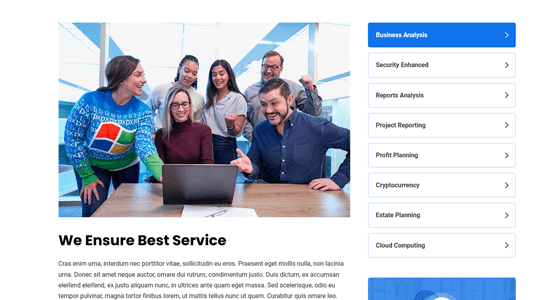 Business Analysis
Security Enhanced
Reports Analysis
Project Reporting
Profit Planning
Cryptocurrency
Estate Planning
Cloud Computing
We Ensure Best Service
Cras enim urna, interdum nec porttitor vitae, sollicitudin eu eros. Praesent eget mollis nulla, non lacinia
urna. Donec sit amet neque auctor, ornare dui rutrum, condimentum justo. Duis dictum, ex accumsan
eleifend eleifend, ex justo aliquam nunc, in ultrices ante quam eget massa. Sed scelerisque, odio eu
tempor pulvinar, magna tortor finibus lorem, ut mattis tellus nunc ut quam. Curabitur quis ornare leo.